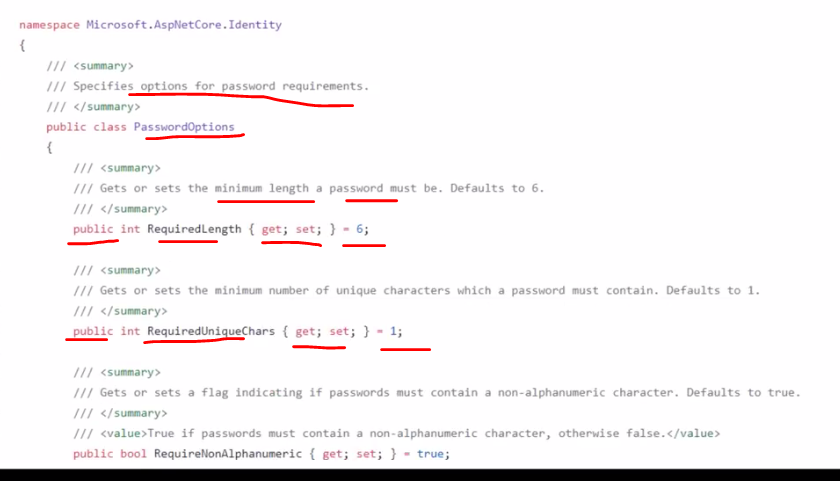 namespace Microsoft.AspNetCore.Identity
{
/// <summary>
/// Specifies options for password requirements.
/// </summary>
public class PasswordOptions
{
/// <summary>
/// Gets or sets the minimum length a password must be. Defaults to 6.
/// </summary>
public int RequiredLength { get; set; } = 6;
/// <summary>
/// Gets or sets the minimum number of unique characters which a password must contain. Defaults to 1.
/// </summary>
public int RequiredUniqueChars { get; set; } = 1;
/// <summary>
/// Gets or sets a flag indicating if passwords must contain a non-alphanumeric character. Defaults to true.
/// </summary>
/// <value>True if passwords must contain a non-alphanumeric character, otherwise false.</value>
public bool RequireNonAlphanumeric { get; set; } = true;